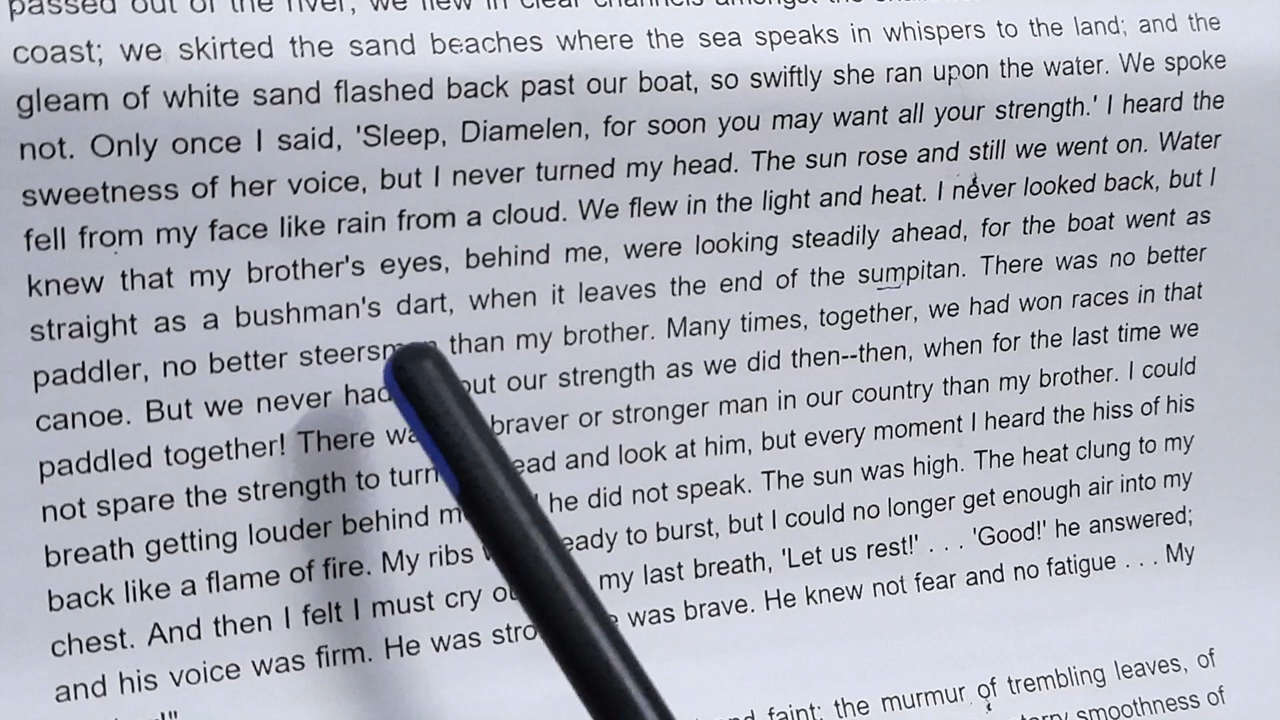 passed out of the river, we flew in clear channels amongst the
coast; we skirted the sand beaches where the sea speaks in whispers to the land; and the
gleam of white sand flashed back past our boat, so swiftly she ran upon the water. We spoke
not. Only once I said, 'Sleep, Diamelen, for soon you may want all your strength.' I heard the
sweetness of her voice, but I never turned my head. The sun rose and still we went on. Water
fell from my face like rain from a cloud. We flew in the light and heat. I never looked back, but I
knew that my brother's eyes, behind me, were looking steadily ahead, for the boat went as
straight as a bushman's dart, when it leaves the end of the sumpitan. There was no better
paddler, no better than my brother. Many times, together, we had won races in that
canoe. But we never had our strength as we did then--then, when for the last time we
paddled together! There braver or stronger man in our country than my brother. I could
not spare the strength to turn and look at him, but every moment I heard the hiss of his
breath getting louder behind he did not speak. The sun was high. The heat clung to my
back like a flame of fire. My ribs to burst, but I could no longer get enough air into my
chest. And then I felt I must cry my last breath, 'Let us rest!' . . . 'Good!' he answered;
and his voice was firm. He was was brave. He knew not fear and no fatigue . . . My
faint; the murmur of trembling leaves, of
smoothness of